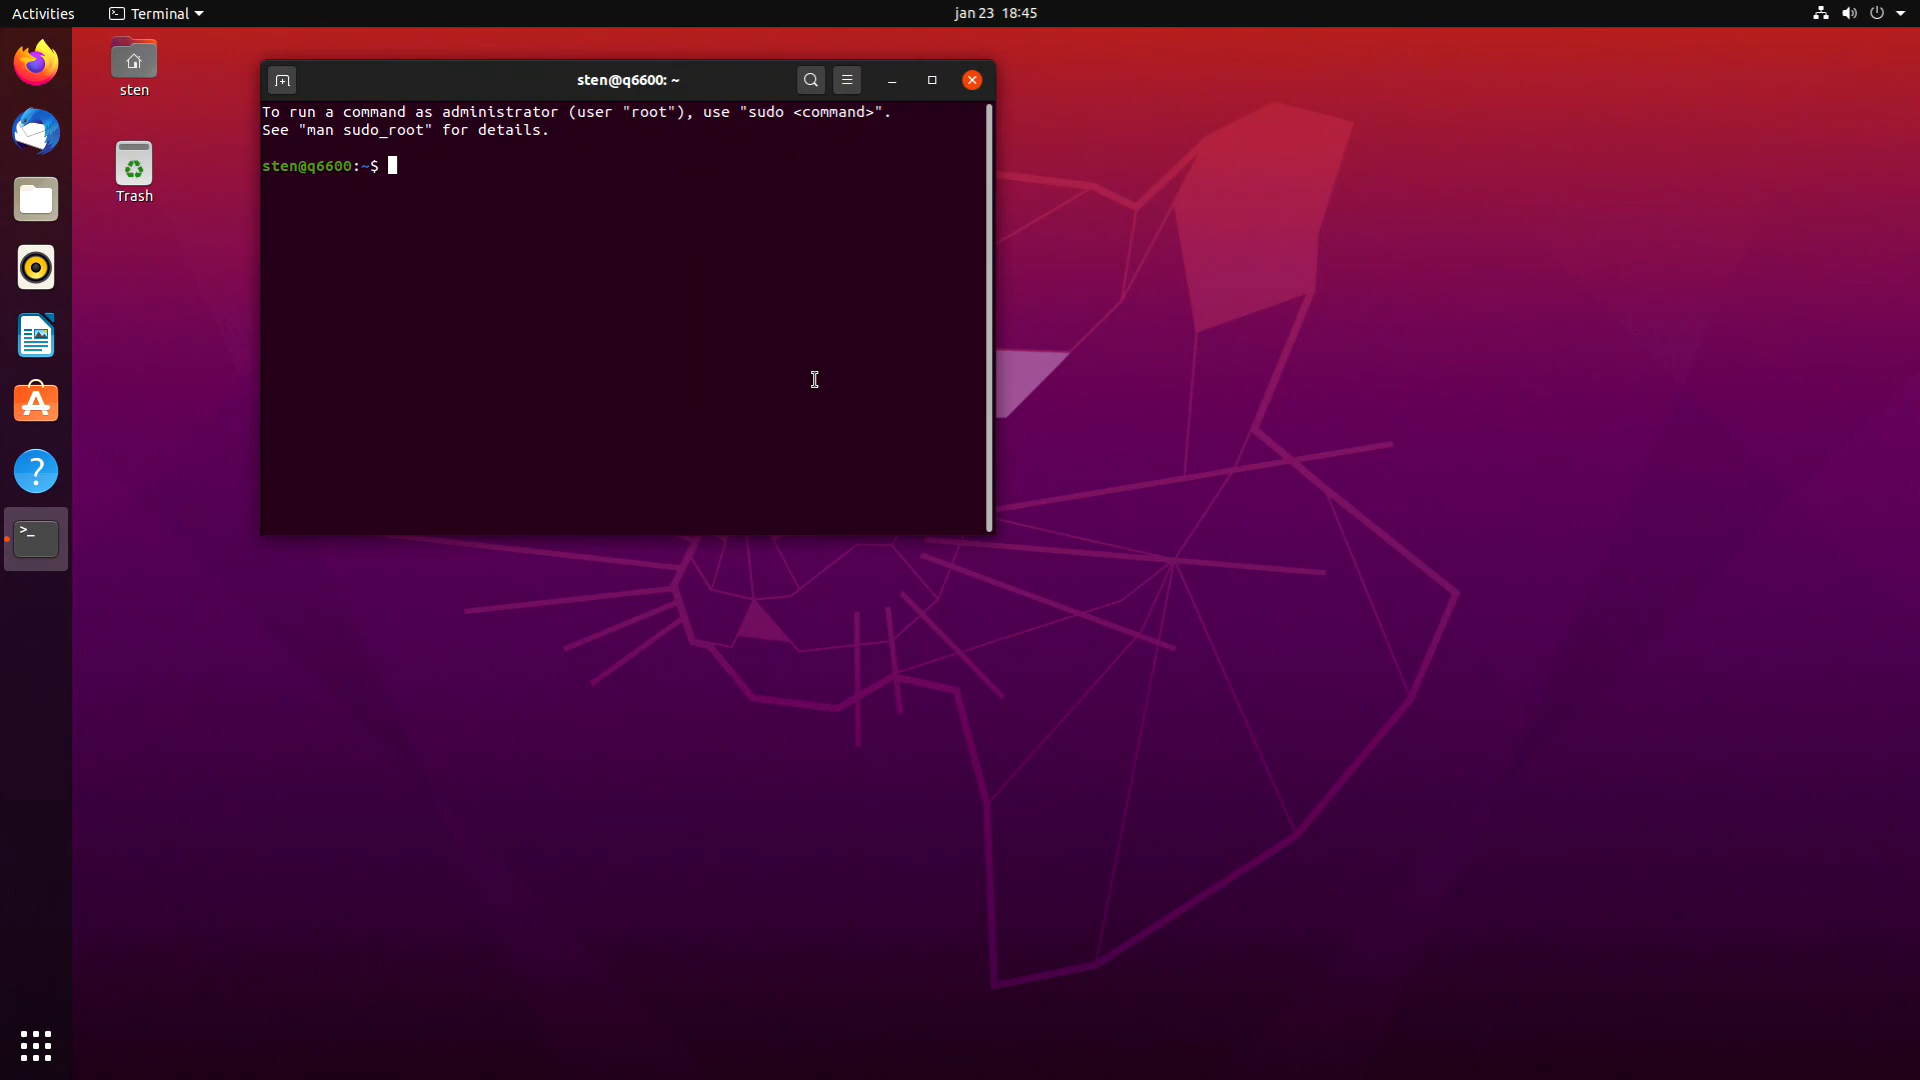 Activities
Terminal
jan 23 18:45
sten
Trash
sten@q6600: ~
To run a command as administrator (user "root"), use "sudo <command>".
See "man sudo_root" for details.
sten@q6600:~$